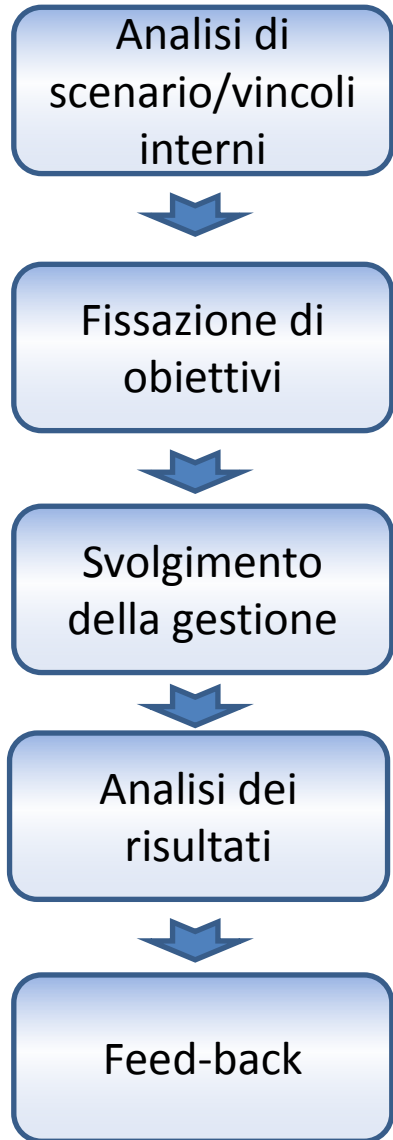 Analisi di
scenario/vincoli
interni
Fissazione di
obiettivi
Svolgimento
della gestione
Analisi dei
risultati
Feed-back